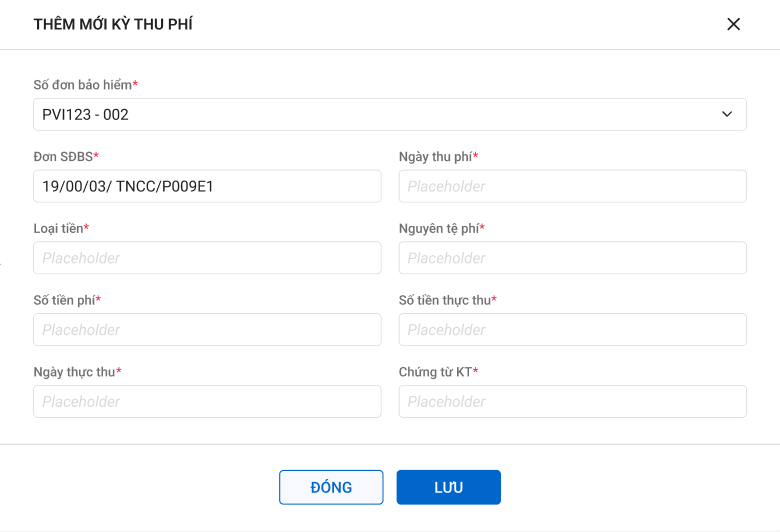 THÊM MỚI KỲ THU PHÍ
Số đơn bảo hiểm*
PVI123 - 002
Đơn SĐBS*
Ngày thu phí*
19/00/03/ TNCC/P009E1
Placeholder
Loại tiền*
Nguyên tệ phí*
Placeholder
Placeholder
Số tiền phí*
Số tiền thực thu*
Placeholder
Placeholder
Ngày thực thu*
Chứng từ KT*
Placeholder
Placeholder
ĐÓNG
LƯU